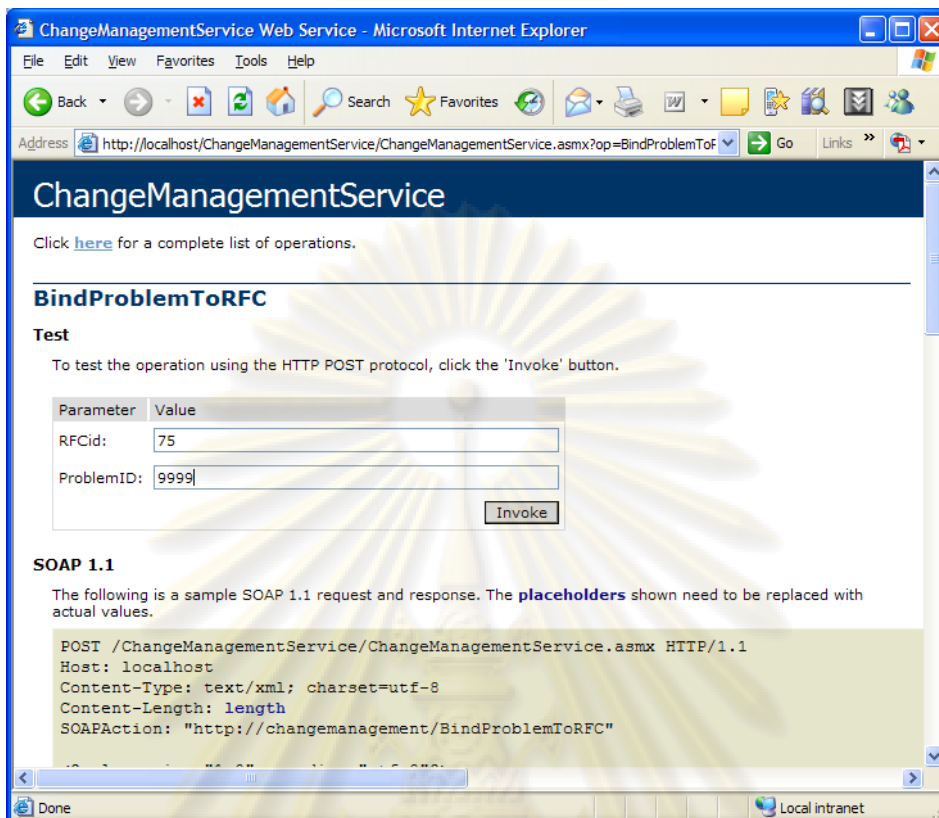 ChangeManagementService Web Service - Microsoft Internet Explorer
File Edit View Favorites Tools Help
Back Search Favorites
Address http://localhost/ChangeManagementService/ChangeManagementService.asmx?op=BindProblemToF Go Links »
ChangeManagementService
Click here for a complete list of operations.
BindProblemToRFC
Test
To test the operation using the HTTP POST protocol, click the 'Invoke' button.
Parameter Value
RFCid: 75
ProblemID: 9999
Invoke
SOAP 1.1
The following is a sample SOAP 1.1 request and response. The placeholders shown need to be replaced with
actual values.
POST /ChangeManagementService/ChangeManagementService.asmx HTTP/1.1
Host: localhost
Content-Type: text/xml; charset=utf-8
Content-Length: length
SOAPAction: "http://changemanagement/BindProblemToRFC"
Done Local intranet